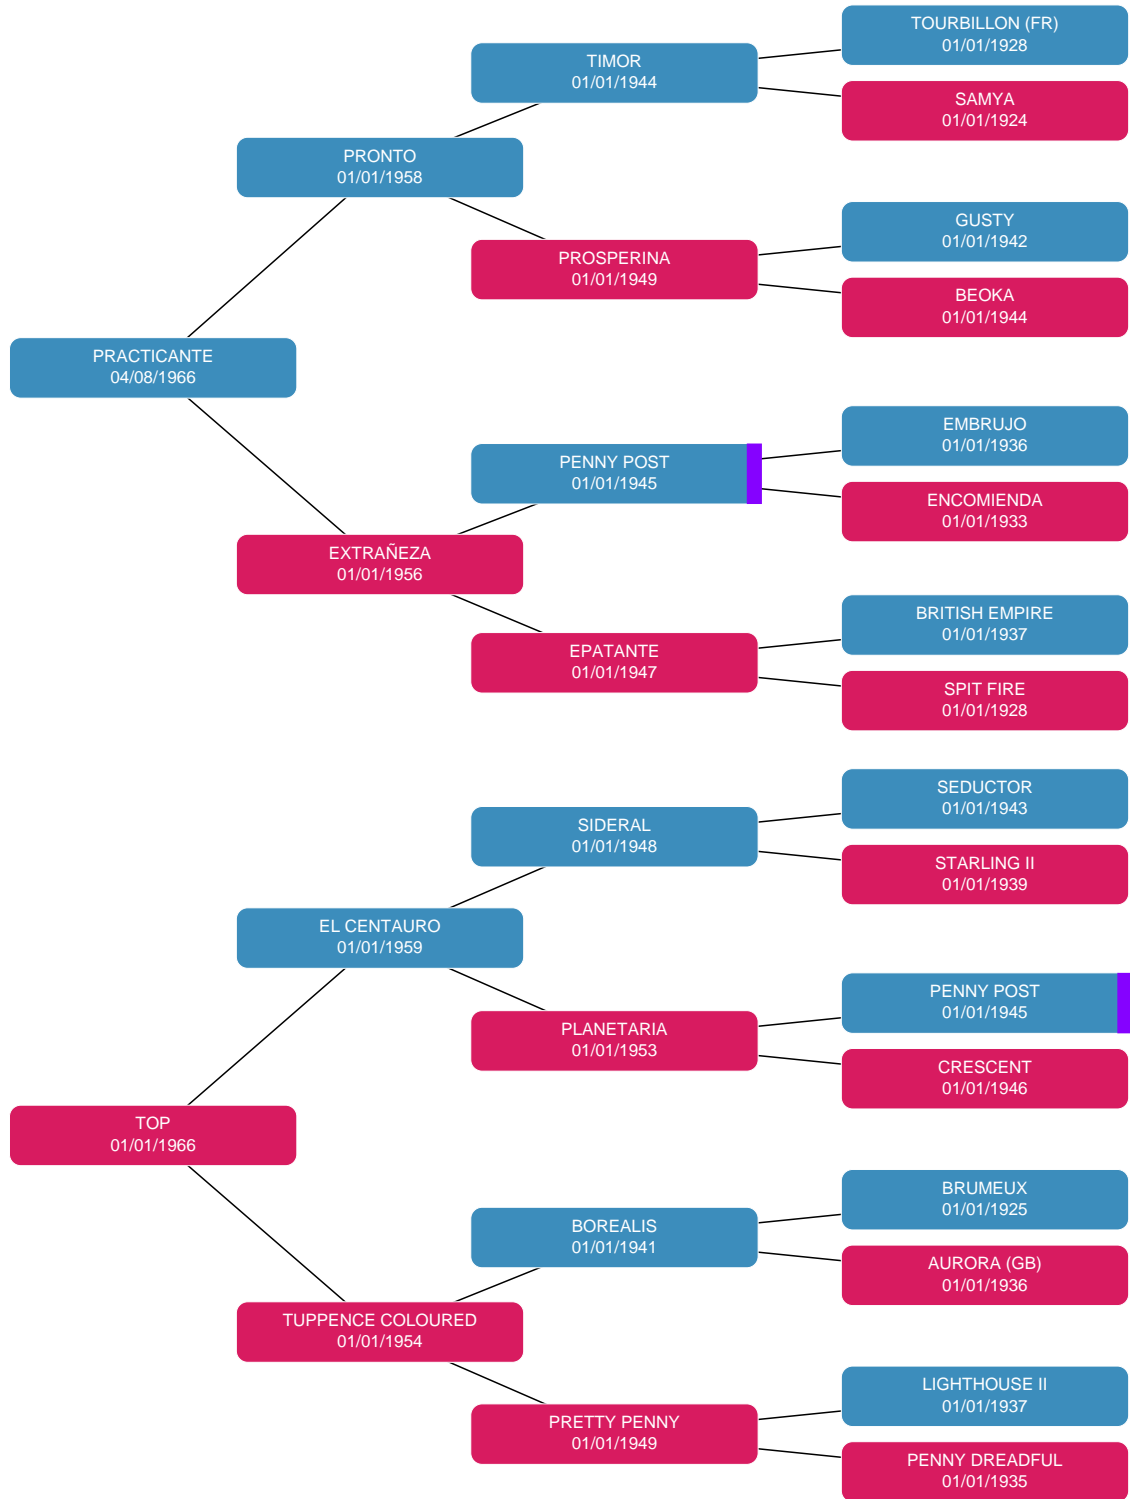 TOURBILLON (FR)
01/01/1928
TIMOR
01/01/1944
SAMYA
01/01/1924
PRONTO
01/01/1958
GUSTY
01/01/1942
PROSPERINA
01/01/1949
BEOKA
01/01/1944
PRACTICANTE
04/08/1966
EMBRUJO
01/01/1936
PENNY POST
01/01/1945
ENCOMIENDA
01/01/1933
EXTRAÑEZA
01/01/1956
BRITISH EMPIRE
01/01/1937
EPATANTE
01/01/1947
SPIT FIRE
01/01/1928
SEDUCTOR
01/01/1943
SIDERAL
01/01/1948
STARLING II
01/01/1939
EL CENTAURO
01/01/1959
PENNY POST
01/01/1945
PLANETARIA
01/01/1953
CRESCENT
01/01/1946
TOP
01/01/1966
BRUMEUX
01/01/1925
BOREALIS
01/01/1941
AURORA (GB)
01/01/1936
TUPPENCE COLOURED
01/01/1954
LIGHTHOUSE II
01/01/1937
PRETTY PENNY
01/01/1949
PENNY DREADFUL
01/01/1935